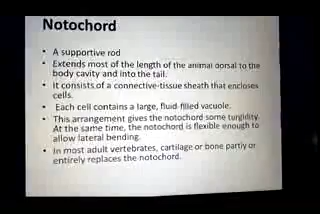 Notochord
• A supportive rod
• Extends most of the length of the animal dorsal to the
body cavity and into the tail.
• It consists of a connective-tissue sheath that encloses
cells.
• Each cell contains a large, fluid-filled vacuole.
• This arrangement gives the notochord some turgidity.
At the same time, the notochord is flexible enough to
allow lateral bending.
• In most adult vertebrates, cartilage or bone partly or
entirely replaces the notochord.